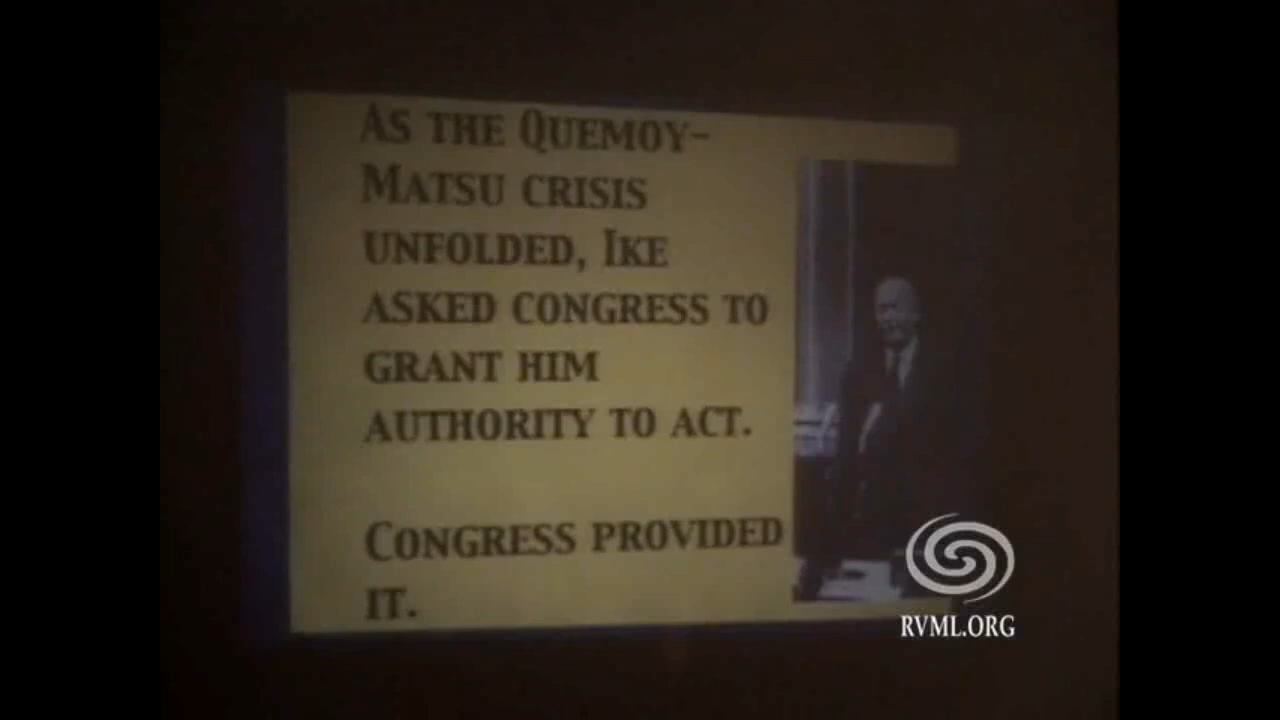 As the Quemoy-
Matsu crisis
unfolded, Ike
asked Congress to
grant him
authority to act.
Congress provided
it.
RVML.ORG